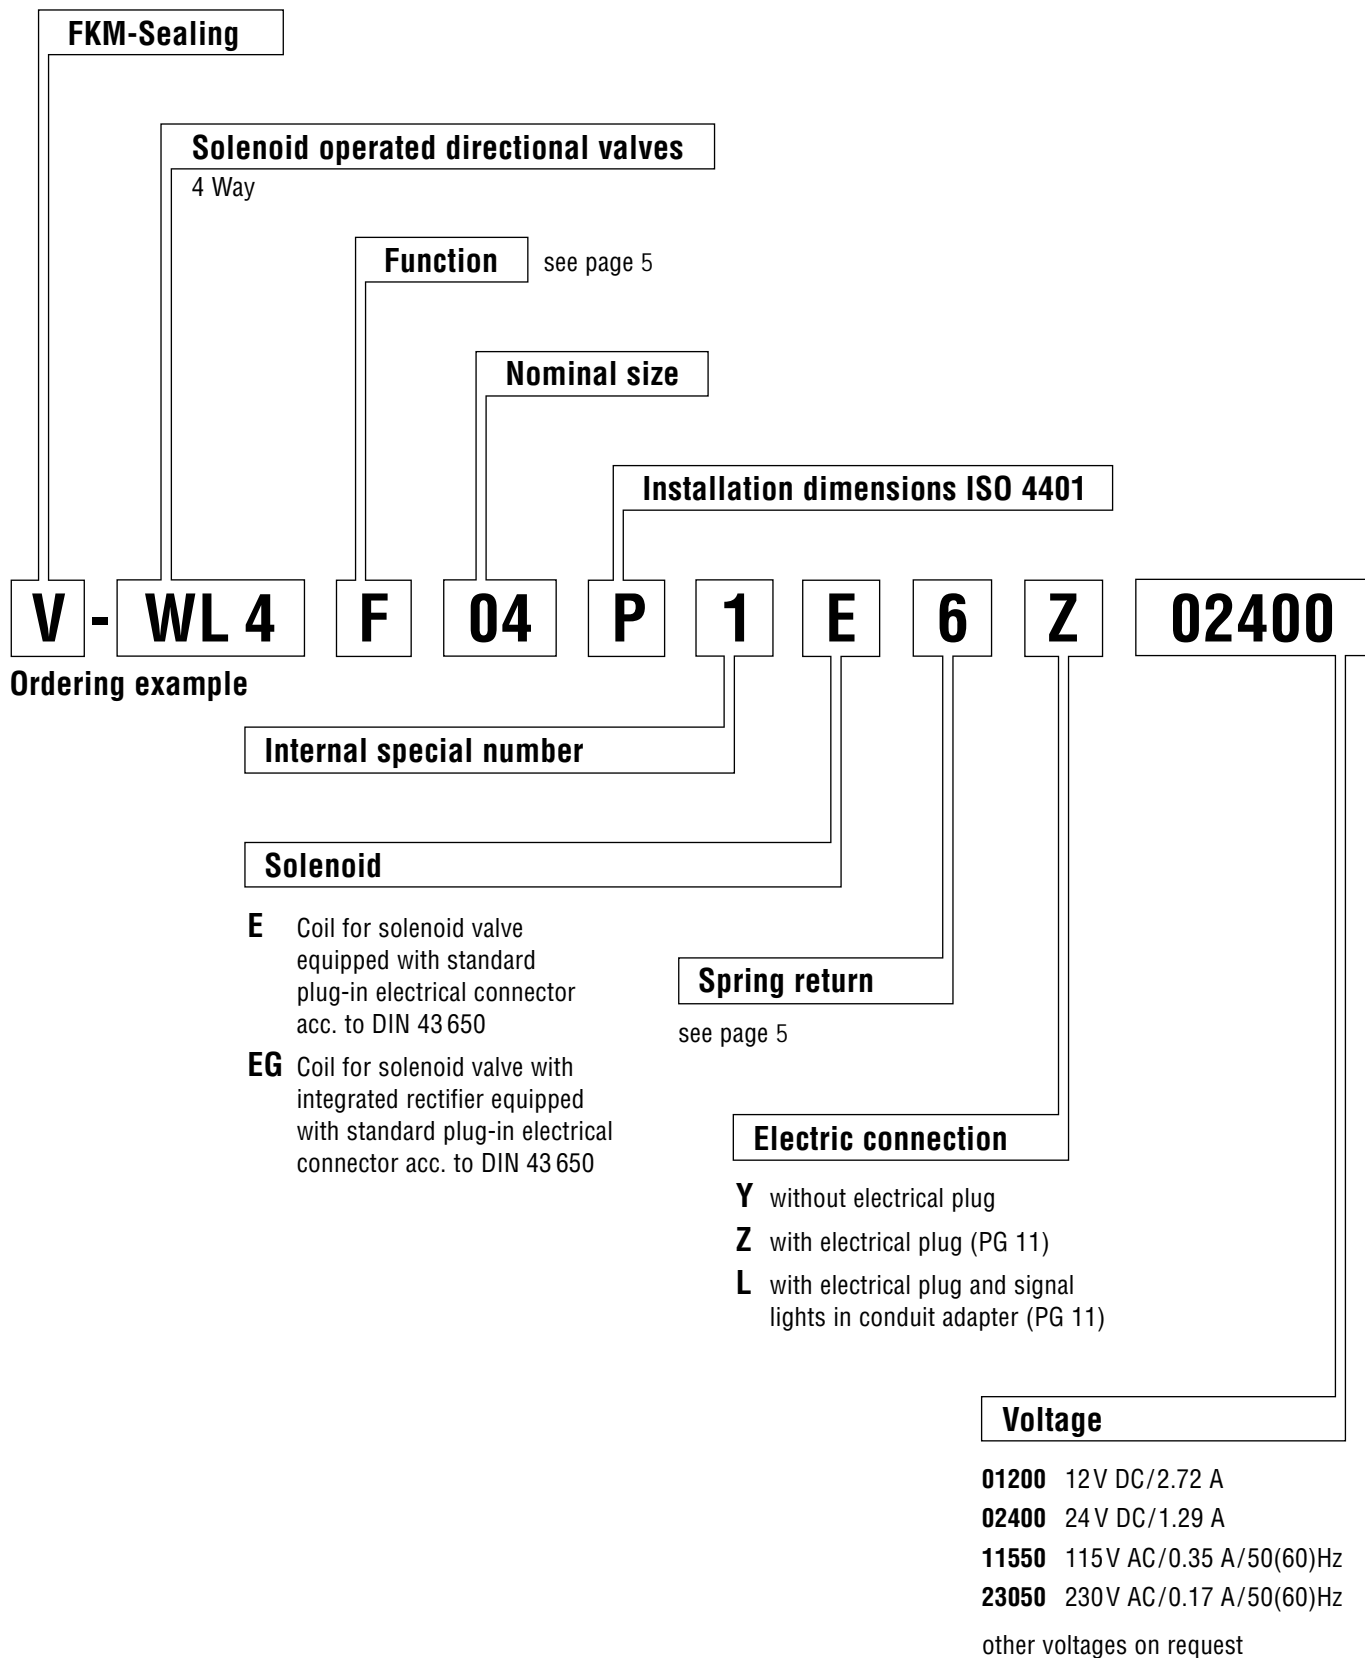 FKM-Sealing
Solenoid operated directional valves
4 Way
Function see page 5
Nominal size
Installation dimensions ISO 4401
V - WL 4 F 04 P 1 E 6 Z 02400
Ordering example
Internal special number
Solenoid
E Coil for solenoid valve
equipped with standard
plug-in electrical connector
acc. to DIN 43 650
EG Coil for solenoid valve with
integrated rectifier equipped
with standard plug-in electrical
connector acc. to DIN 43 650
Spring return
see page 5
Electric connection
Y without electrical plug
Z with electrical plug (PG 11)
L with electrical plug and signal
lights in conduit adapter (PG 11)
Voltage
01200 12 V DC/2.72 A
02400 24 V DC/1.29 A
11550 115 V AC/0.35 A/50(60)Hz
23050 230 V AC/0.17 A/50(60)Hz
other voltages on request